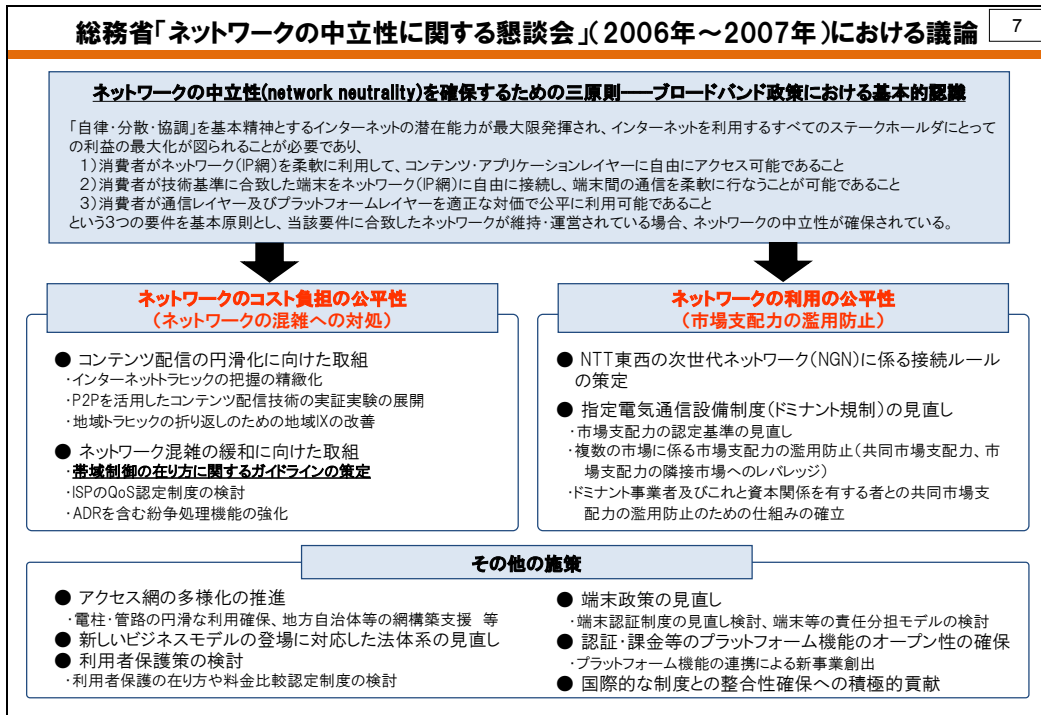 総務省「ネットワークの中立性に関する懇談会」(2006年～2007年)における議論
7
ネットワークの中立性(network neutrality)を確保するための三原則――ブロードバンド政策における基本的認識
「自律・分散・協調」を基本精神とするインターネットの潜在能力が最大限発揮され、インターネットを利用するすべてのステークホールダにとって
の利益の最大化が図られることが必要であり、
1)消費者がネットワーク(IP網)を柔軟に利用して、コンテンツ・アプリケーションレイヤーに自由にアクセス可能であること
2)消費者が技術基準に合致した端末をネットワーク(IP網)に自由に接続し、端末間の通信を柔軟に行なうことが可能であること
3)消費者が通信レイヤー及びプラットフォームレイヤーを適正な対価で公平に利用可能であること
という3つの要件を基本原則とし、当該要件に合致したネットワークが維持・運営されている場合、ネットワークの中立性が確保されている。
ネットワークのコスト負担の公平性
(ネットワークの混雑への対処)
● コンテンツ配信の円滑化に向けた取組
・インターネットトラヒックの把握の精緻化
・P2Pを活用したコンテンツ配信技術の実証実験の展開
・地域トラヒックの折り返しのための地域IXの改善
● ネットワーク混雑の緩和に向けた取組
・帯域制御の在り方に関するガイドラインの策定
・ISPのQoS認定制度の検討
・ADRを含む紛争処理機能の強化
ネットワークの利用の公平性
(市場支配力の濫用防止)
● NTT東西の次世代ネットワーク(NGN)に係る接続ルール
の策定
● 指定電気通信設備制度(ドミナント規制)の見直し
・市場支配力の認定基準の見直し
・複数の市場に係る市場支配力の濫用防止(共同市場支配力、市
場支配力の隣接市場へのレバレッジ)
・ドミナント事業者及びこれと資本関係を有する者との共同市場支
配力の濫用防止のための仕組みの確立
その他の施策
● アクセス網の多様化の推進
・電柱・管路の円滑な利用確保、地方自治体等の網構築支援 等
● 新しいビジネスモデルの登場に対応した法体系の見直し
● 利用者保護策の検討
・利用者保護の在り方や料金比較認定制度の検討
● 端末政策の見直し
・端末認証制度の見直し検討、端末等の責任分担モデルの検討
● 認証・課金等のプラットフォーム機能のオープン性の確保
・プラットフォーム機能の連携による新事業創出
● 国際的な制度との整合性確保への積極的貢献